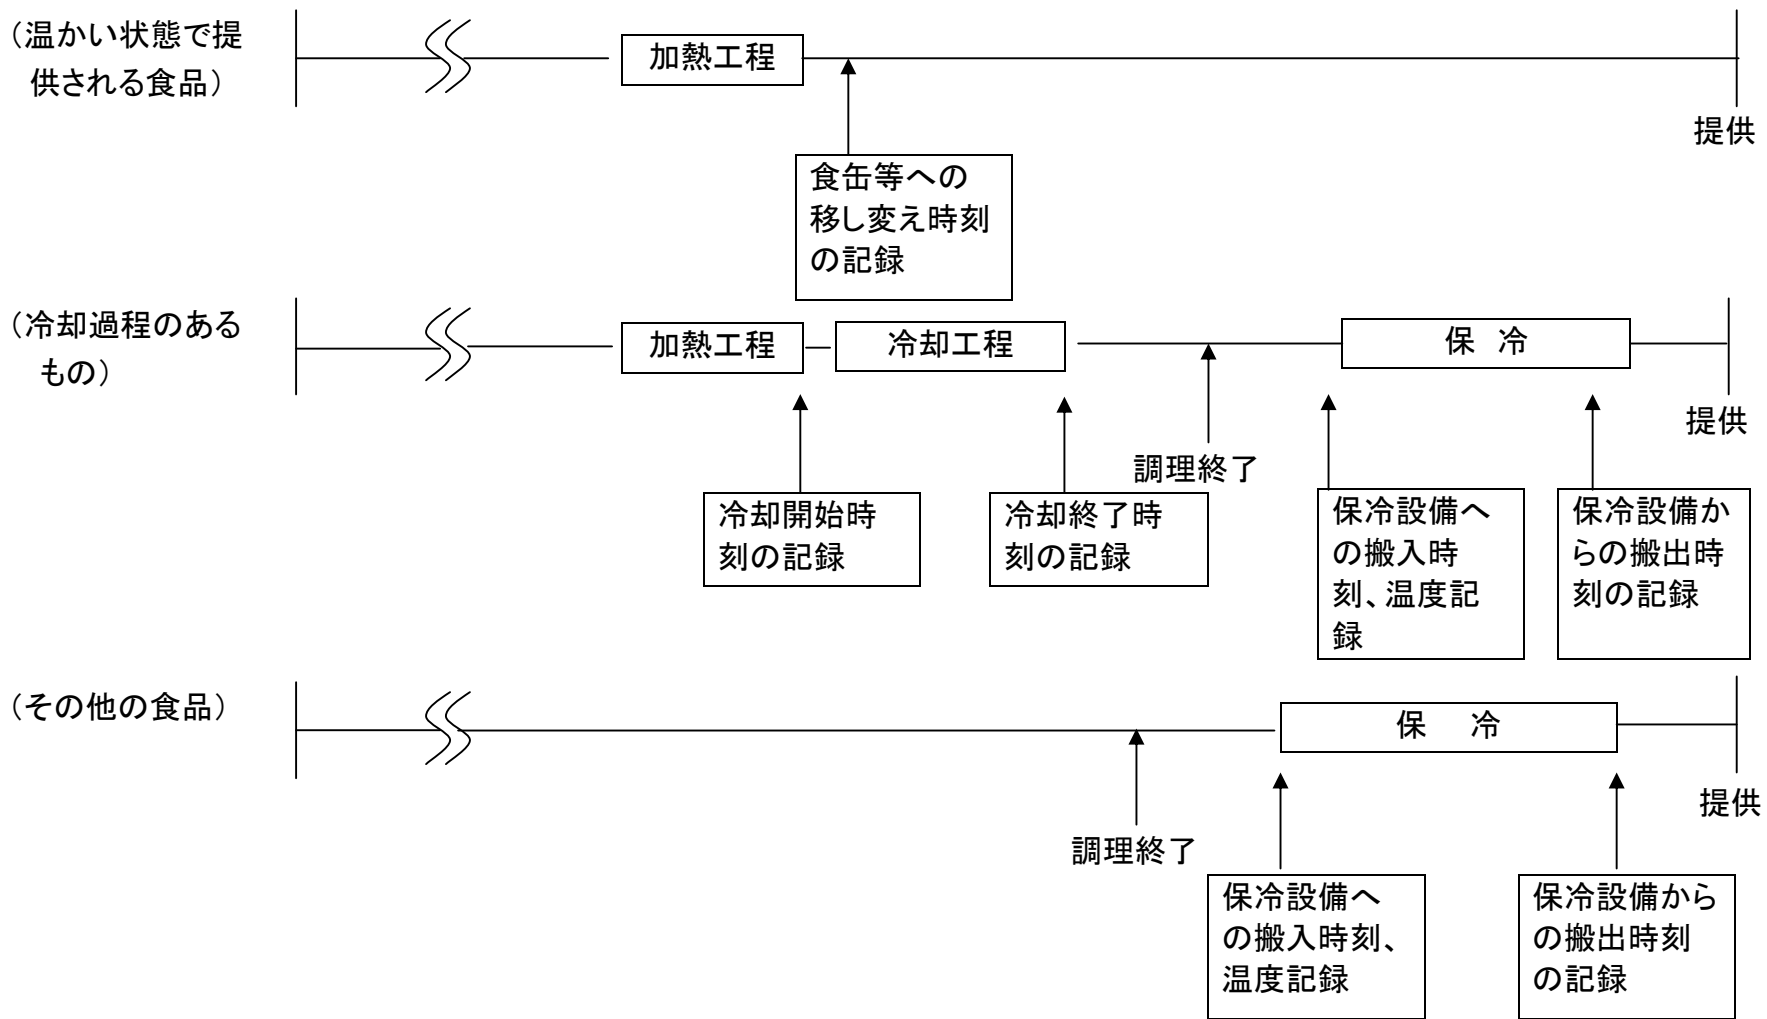 （温かい状態で提
供される食品）
加熱工程
提供
食缶等への
移し変え時刻
の記録
（冷却過程のある
もの）
加熱工程
冷却工程
保 冷
提供
調理終了
冷却開始時
刻の記録
冷却終了時
刻の記録
保冷設備へ
の搬入時
刻、温度記
録
保冷設備か
らの搬出時
刻の記録
（その他の食品）
保 冷
提供
調理終了
保冷設備へ
の搬入時刻、
温度記録
保冷設備から
の搬出時刻
の記録